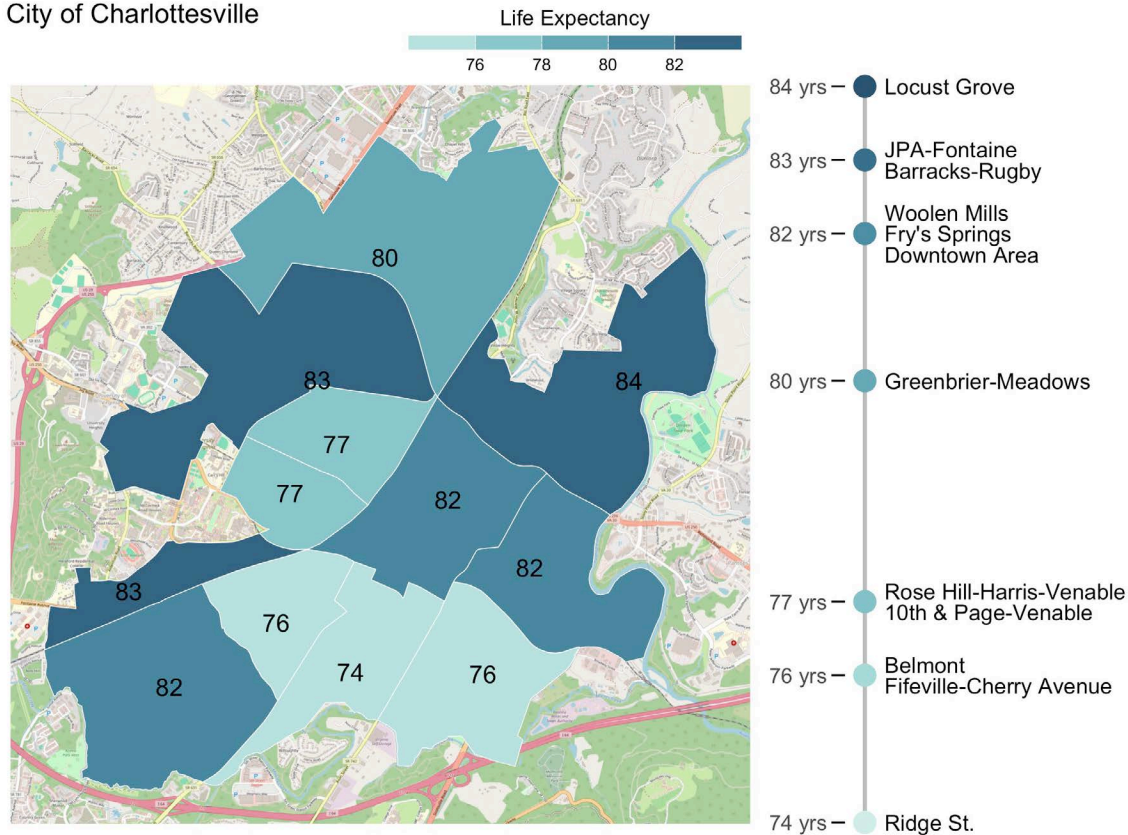 City of Charlottesville
Life Expectancy
76 78 80 82
80
83
84
77
77
82
82
83
76
82
74
76
84 yrs
Locust Grove
83 yrs
JPA-Fontaine
Barracks-Rugby
82 yrs
Woolen Mills
Fry's Springs
Downtown Area
80 yrs
Greenbrier-Meadows
77 yrs
Rose Hill-Harris-Venable
10th & Page-Venable
76 yrs
Belmont
Fifeville-Cherry Avenue
74 yrs
Ridge St.